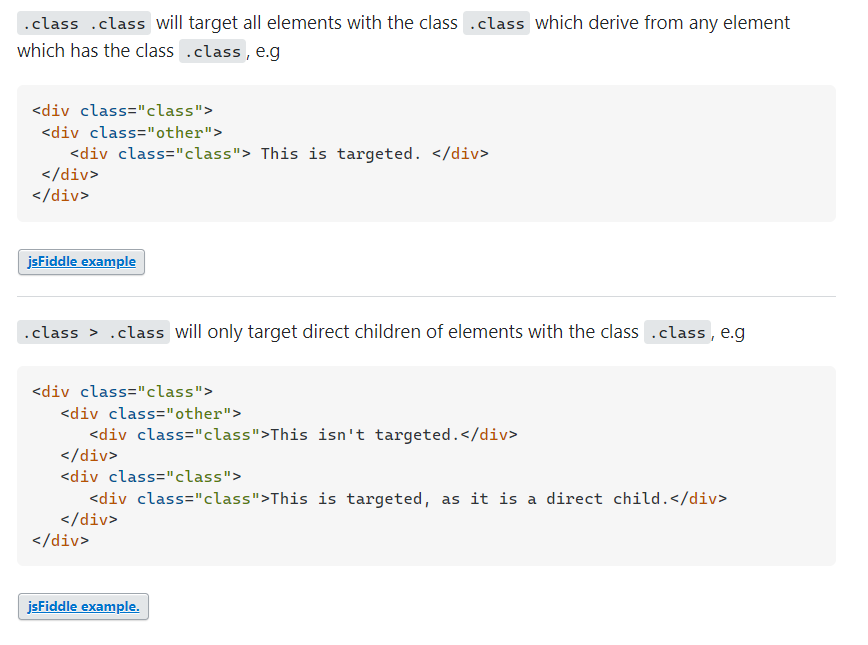 .class .class will target all elements with the class .class which derive from any element
which has the class .class, e.g
<div class="class">
 <div class="other">
    <div class="class"> This is targeted. </div>
 </div>
</div>
jsFiddle example
.class > .class will only target direct children of elements with the class .class, e.g
<div class="class">
   <div class="other">
      <div class="class">This isn't targeted.</div>
   </div>
   <div class="class">
      <div class="class">This is targeted, as it is a direct child.</div>
   </div>
</div>
jsFiddle example.